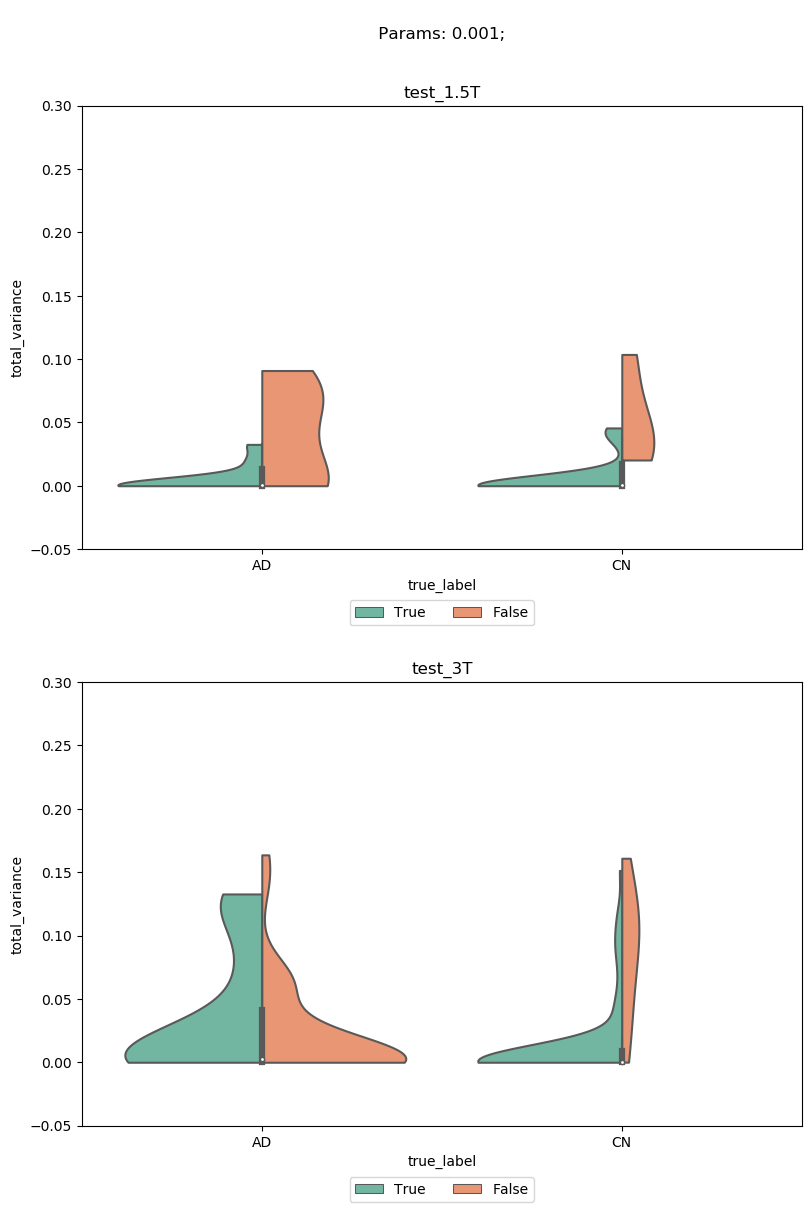 Params: 0.001;
test_1.5T
0.30
0.25
0.20
0.15
0.10
0.05
0.00
−0.05
total_variance
AD
CN
true_label
True
False
test_3T
0.30
0.25
0.20
0.15
0.10
0.05
0.00
−0.05
total_variance
AD
CN
true_label
True
False